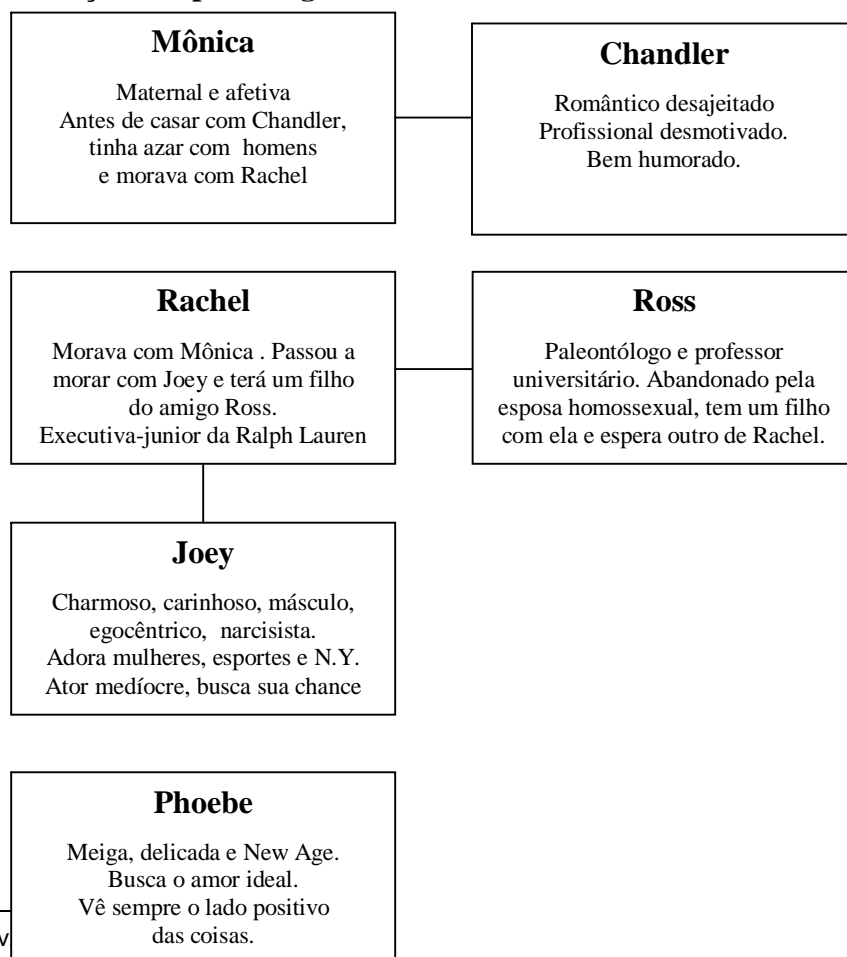 Mônica
Maternal e afetiva
Antes de casar com Chandler,
tinha azar com homens
e morava com Rachel
Chandler
Romântico desajeitado
Profissional desmotivado.
Bem humorado.
Rachel
Morava com Mônica . Passou a
morar com Joey e terá um filho
do amigo Ross.
Executiva-junior da Ralph Lauren
Ross
Paleontólogo e professor
universitário. Abandonado pela
esposa homossexual, tem um filho
com ela e espera outro de Rachel.
Joey
Charmoso, carinhoso, másculo,
egocêntrico, narcisista.
Adora mulheres, esportes e N.Y.
Ator medíocre, busca sua chance
Phoebe
Meiga, delicada e New Age.
Busca o amor ideal.
Vê sempre o lado positivo
das coisas.